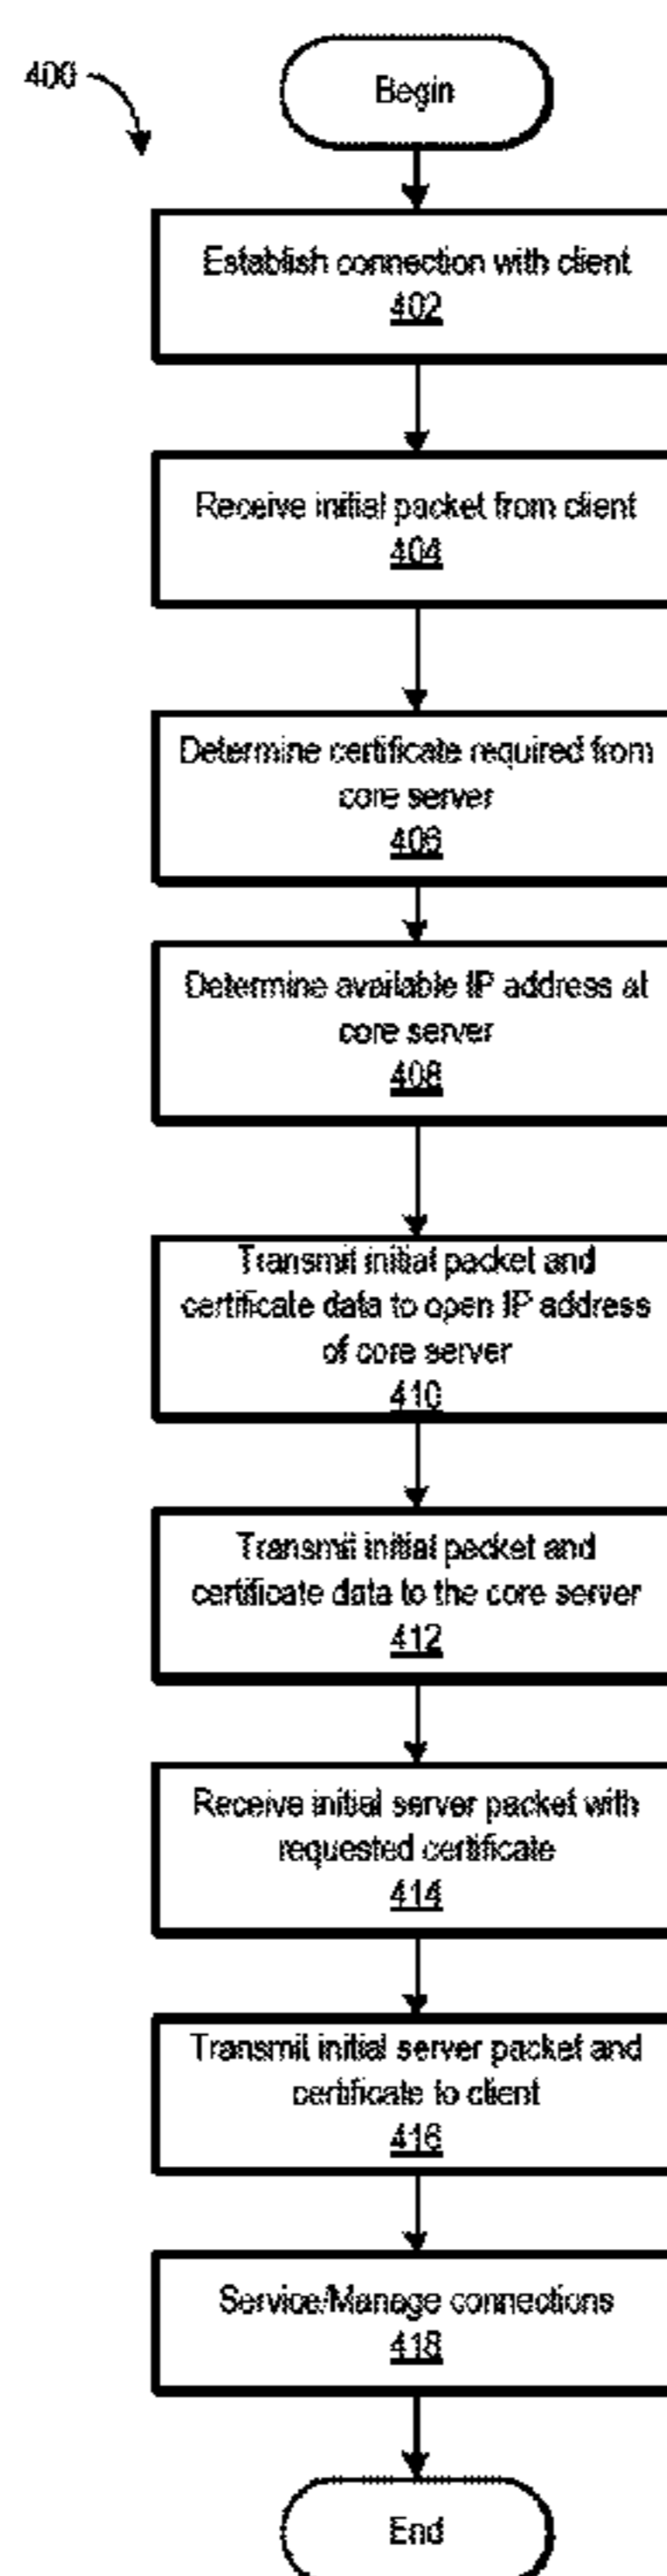 400
Begin
Establish connection with client
402
Receive initial packet from client
404
Determine certificate required from
core server
406
Determine available IP address at
core server
408
Transmit initial packet and
certificate data to open IP address
of core server
410
Transmit initial packet and
certificate data to the core server
412
Receive initial server packet with
requested certificate
414
Transmit initial server packet and
certificate to client
416
Service/Manage connections
418
End